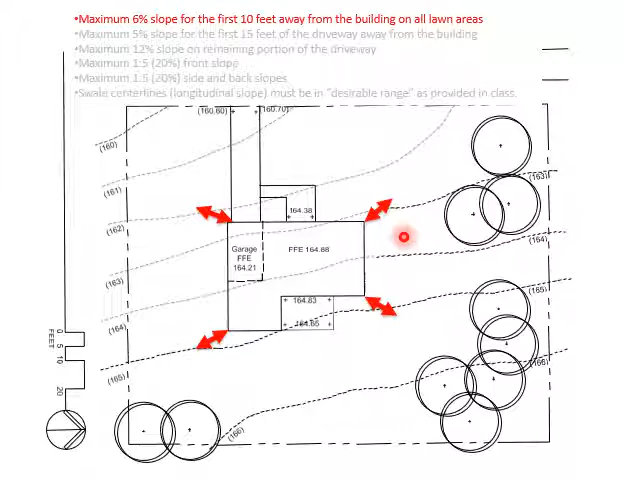 •Maximum 6% slope for the first 10 feet away from the building on all lawn areas
•Maximum 5% slope for the first 15 feet of the driveway away from the building
•Maximum 12% slope on remaining portion of the driveway
•Maximum 1:5 (20%) front slope
•Maximum 1:5 (20%) side and back slopes
•Swale centerlines (longitudinal slope) must be in "desirable range" as provided in class.
(160.60) (160.70)
(160)
(163)
(161)
164.38
(162)
(164)
Garage
FFE
164.21
FFE 164.88
(163)
(165)
164.83
164.85
(164)
0 5 10 20
FEET
(166)
(165)
(166)